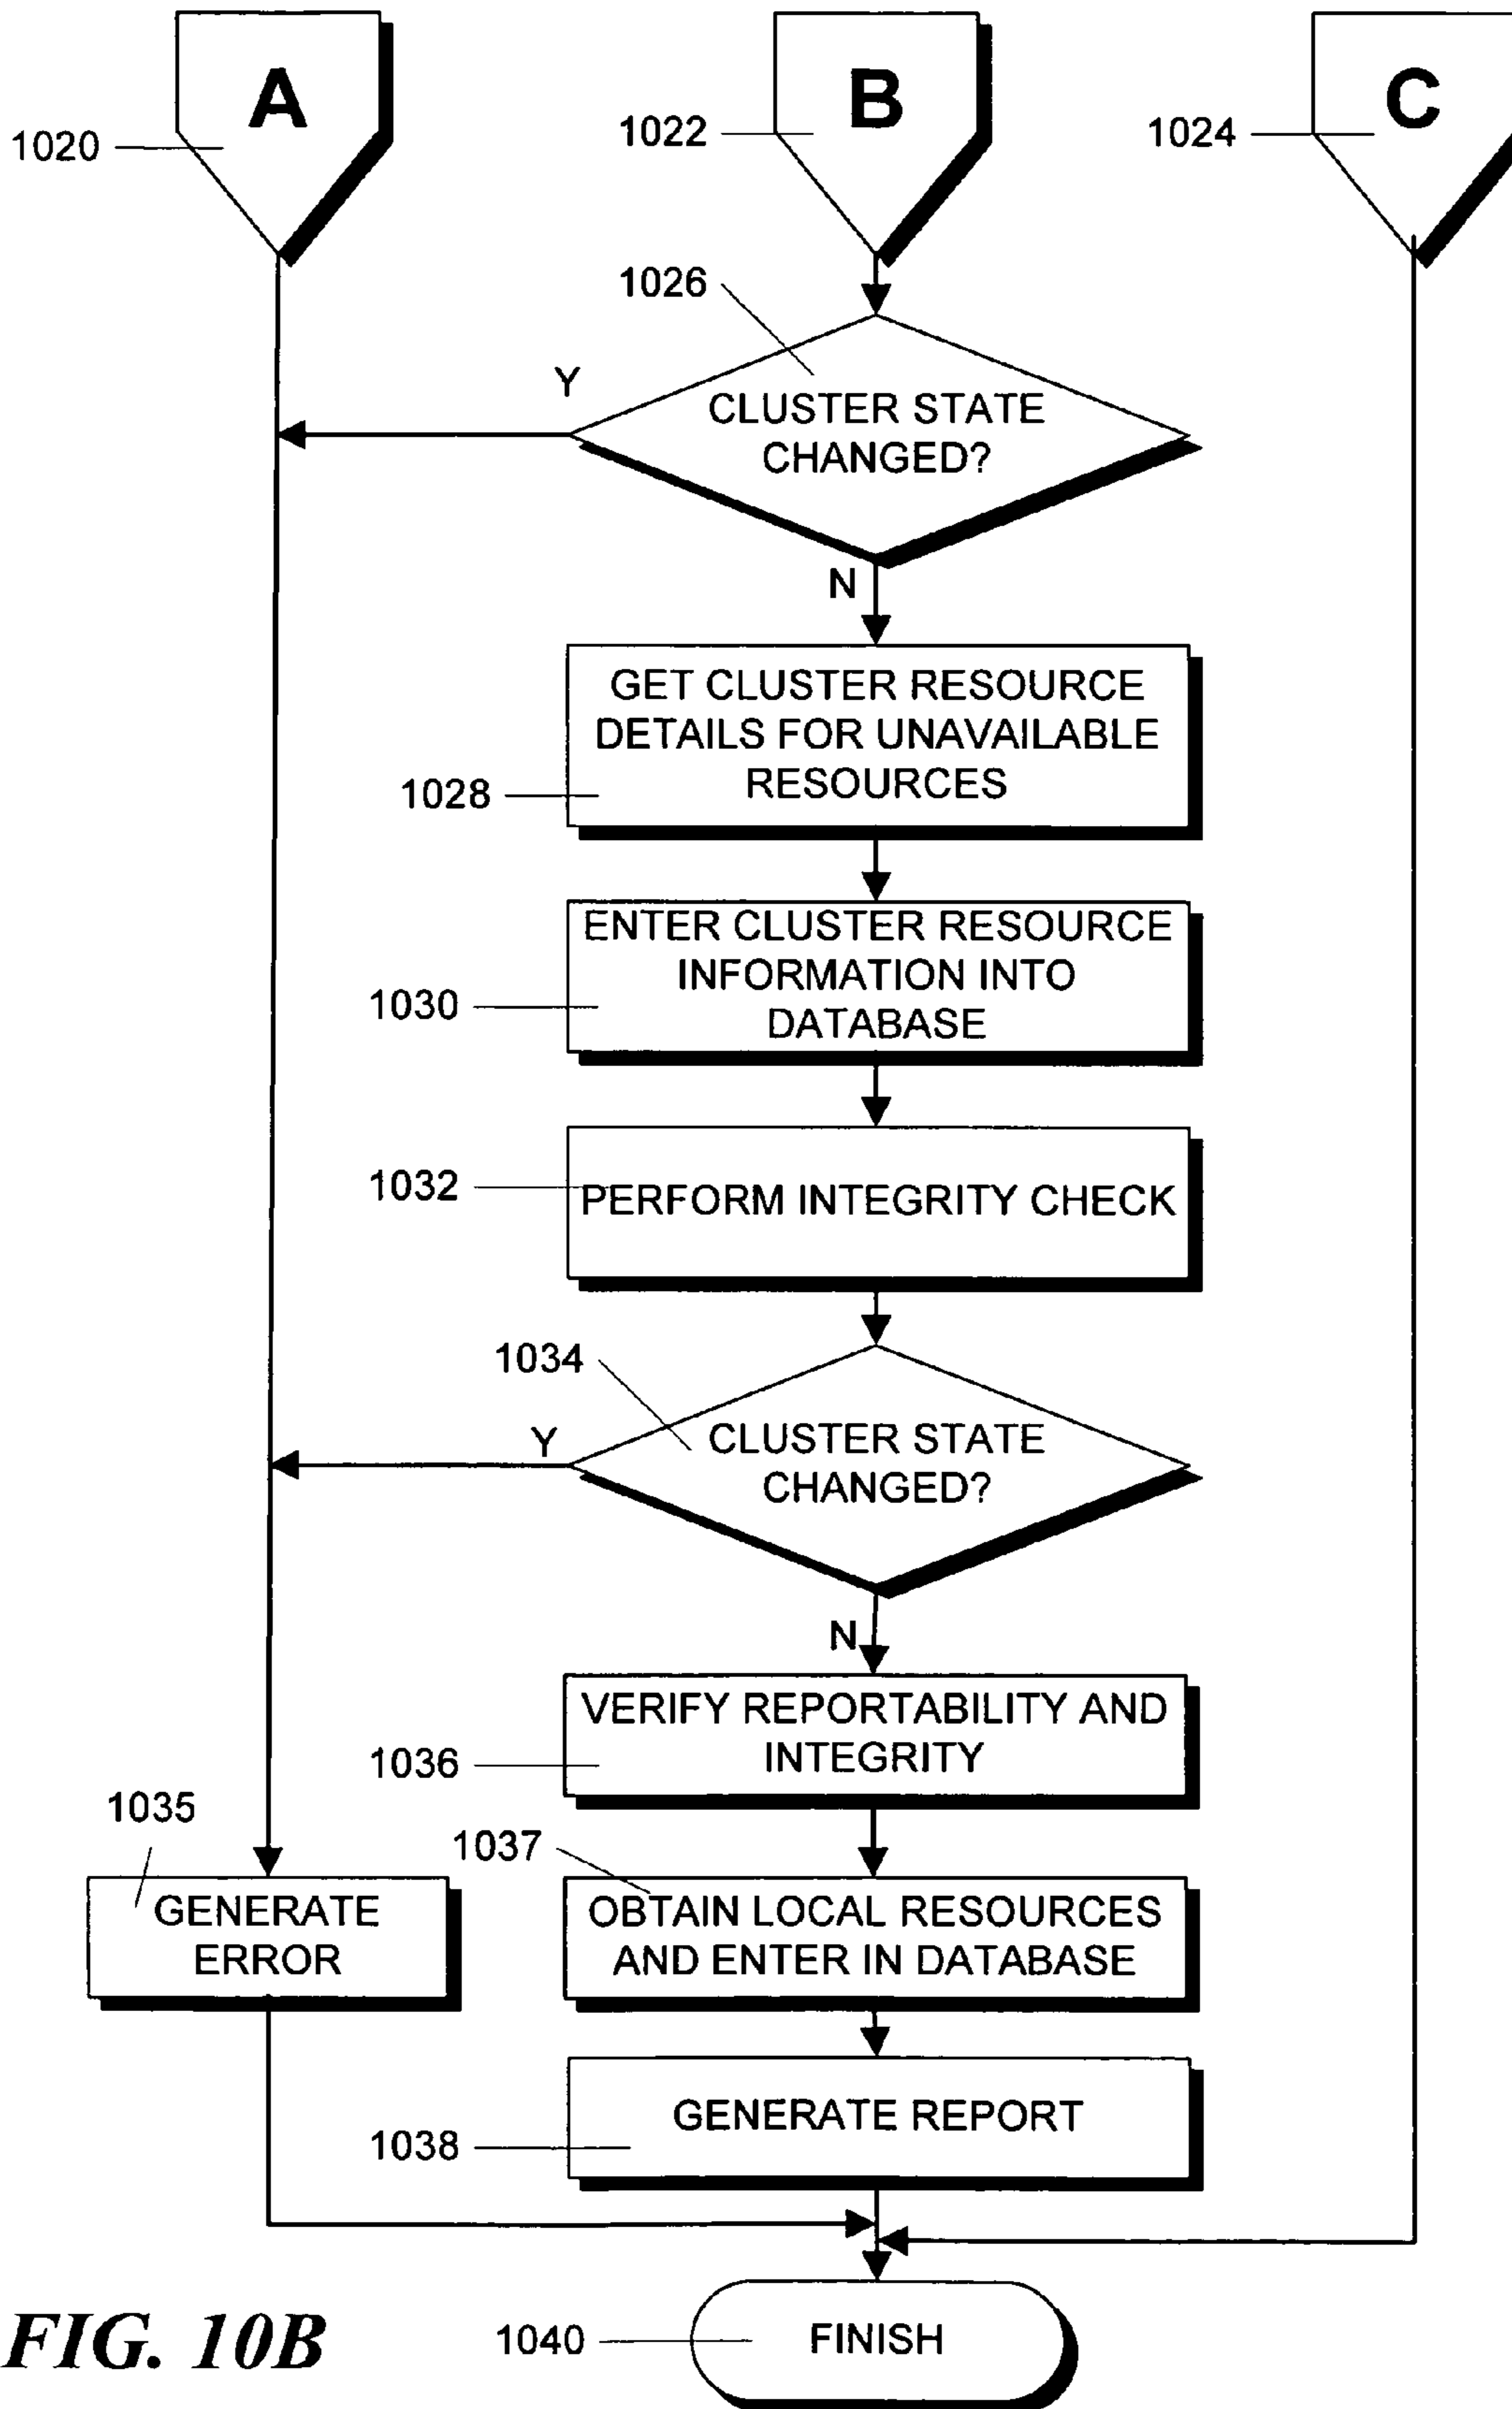 A
B
C
1020
1022
1024
1026
Y
CLUSTER STATE
CHANGED?
N
GET CLUSTER RESOURCE
DETAILS FOR UNAVAILABLE
RESOURCES
1028
ENTER CLUSTER RESOURCE
INFORMATION INTO
DATABASE
1030
1032
PERFORM INTEGRITY CHECK
1034
Y
CLUSTER STATE
CHANGED?
N
VERIFY REPORTABILITY AND
INTEGRITY
1036
1035
1037
GENERATE
ERROR
OBTAIN LOCAL RESOURCES
AND ENTER IN DATABASE
GENERATE REPORT
1038
FIG. 10B
1040
FINISH